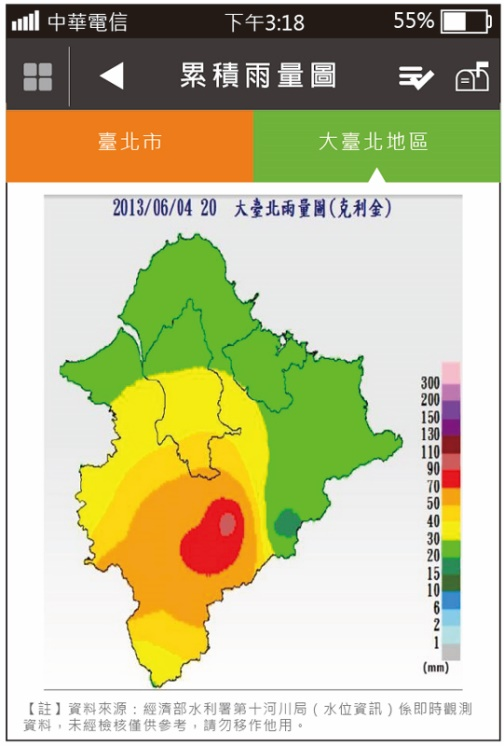 中華電信 下午3:18 55%
累積雨量圖
臺北市 大臺北地區
2013/06/04 20 大臺北雨量圖(克利金)
300
200
150
130
110
90
70
50
40
30
20
15
10
6
2
1
(mm)
【註】資料來源：經濟部水利署第十河川局（水位資訊）係即時觀測
資料，未經檢核僅供參考，請勿移作他用。